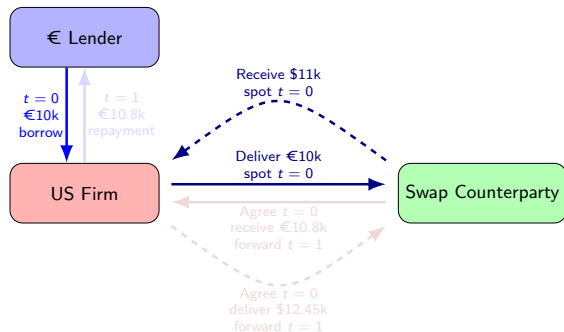 € Lender
t = 0
€10k
borrow
t = 1
€10.8k
repayment
Receive $11k
spot t = 0
US Firm
Deliver €10k
spot t = 0
Swap Counterparty
Agree t = 0
receive €10.8k
forward t = 1
Agree t = 0
deliver $12.45k
forward t = 1